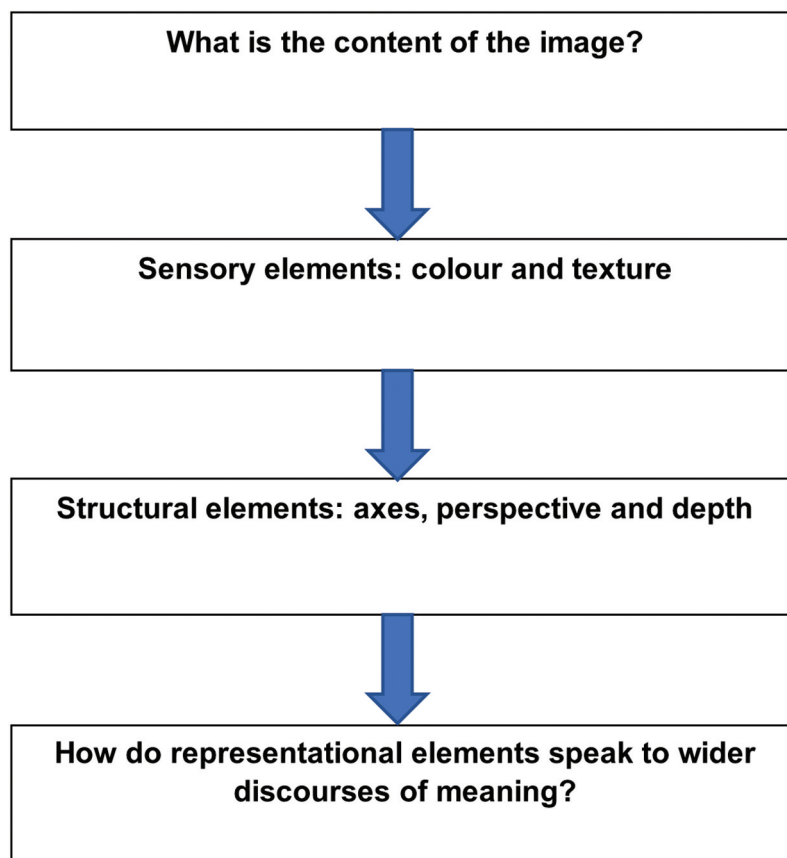 What is the content of the image?
Sensory elements: colour and texture
Structural elements: axes, perspective and depth
How do representational elements speak to wider
discourses of meaning?